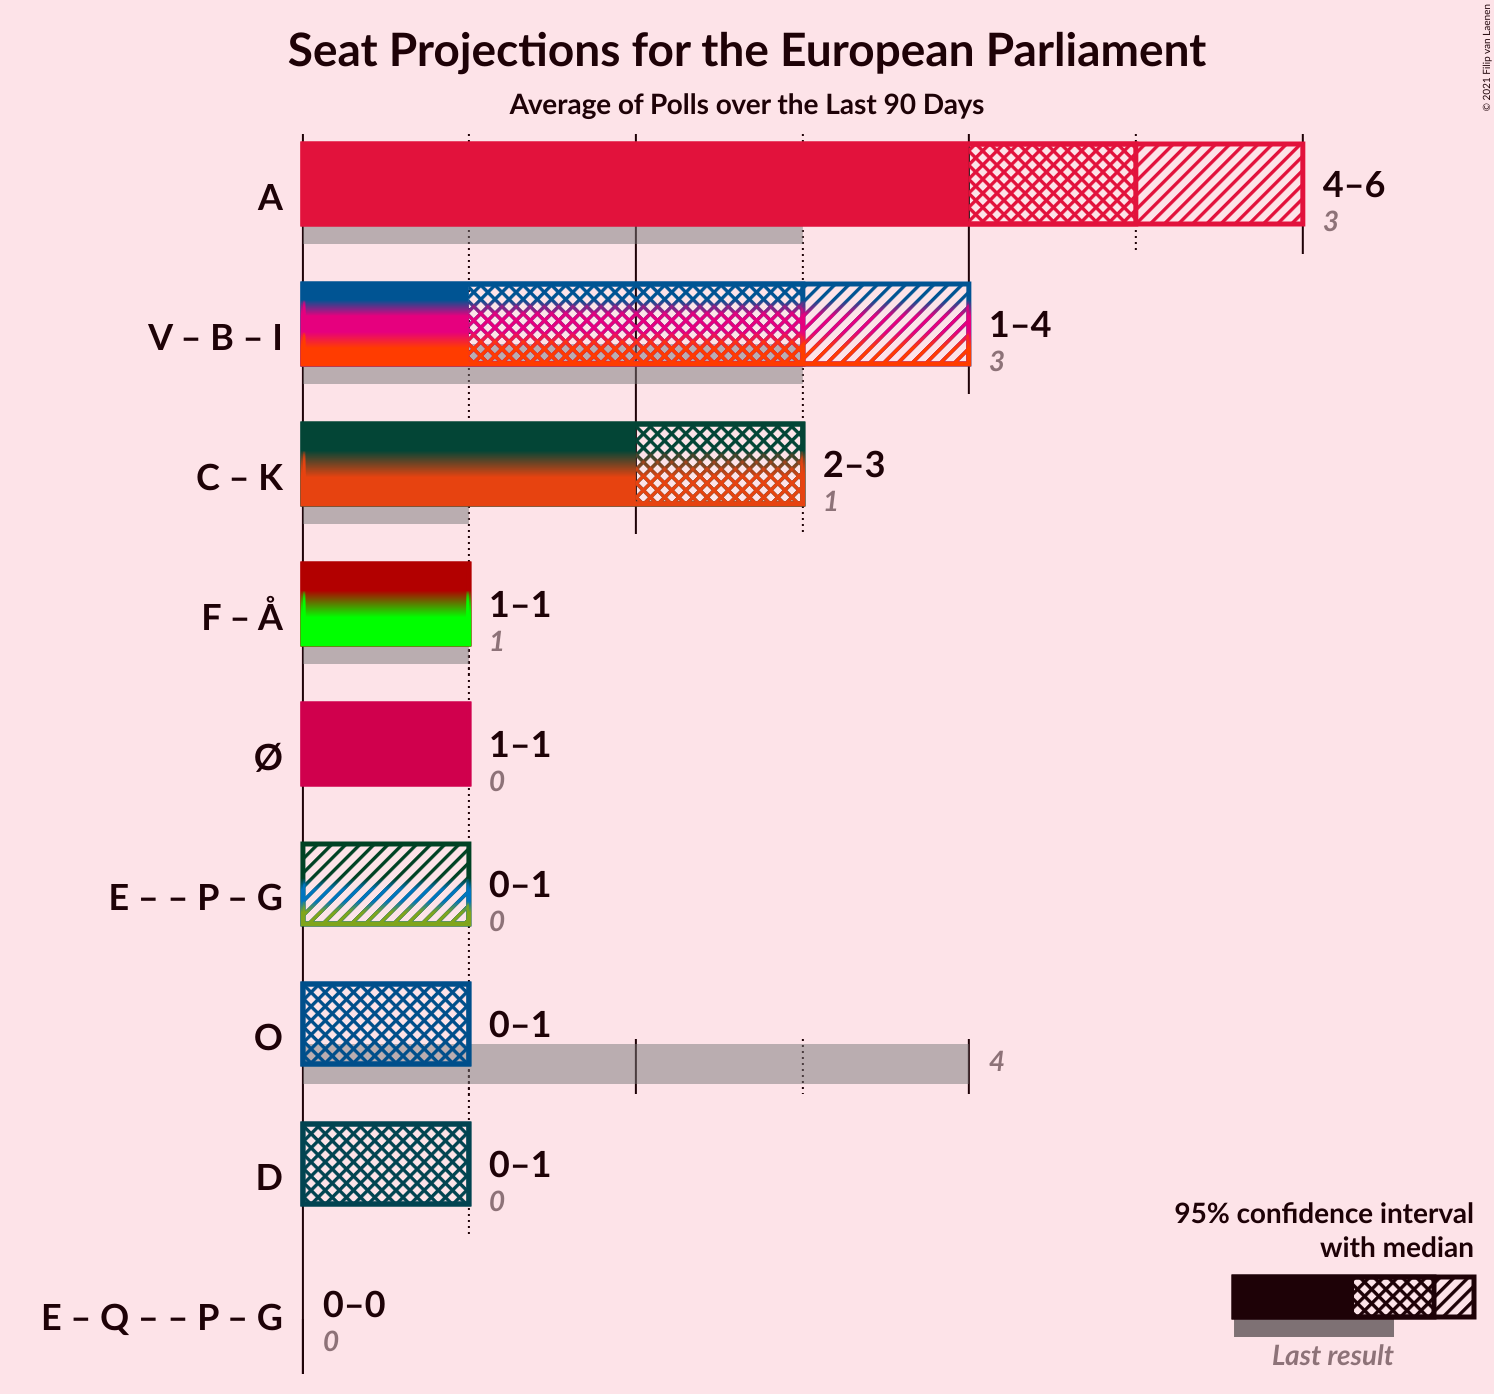 Seat Projections for the European Parliament
Average of Polls over the Last 90 Days
© 2021 Filip van Laenen
A
4–6
3
V – B – I
1–4
3
C – K
2–3
1
F – Å
1–1
1
Ø
1–1
0
E – – P – G
0–1
0
O
0–1
4
D
0–1
0
E – Q – – P – G
0–0
0
95% confidence interval
with median
Last result